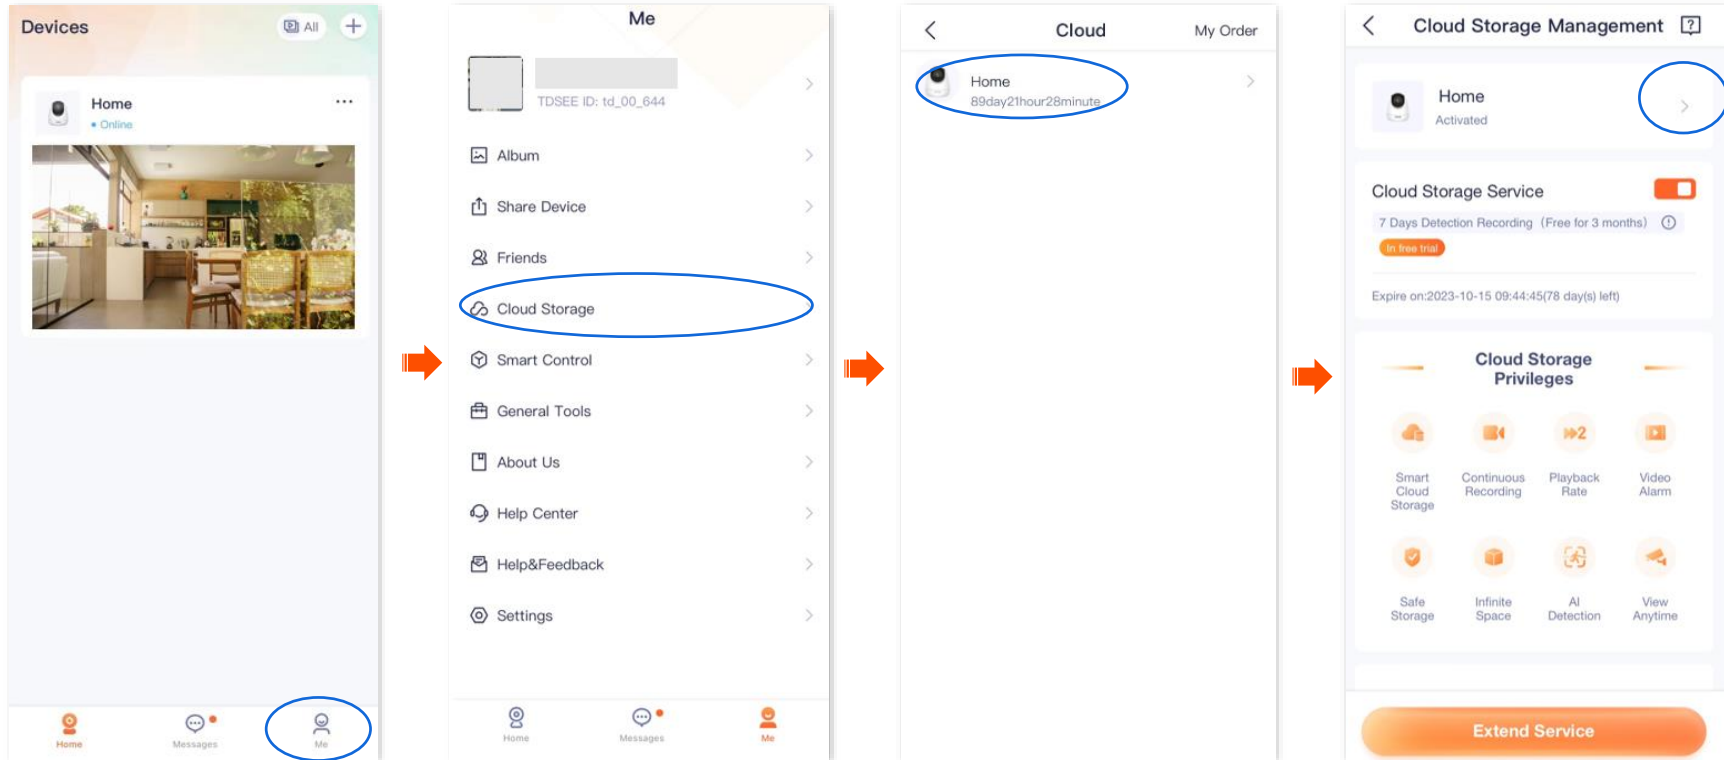 Devices
All
Home
• Online
Home
Messages
Me
Me
TDSEE ID: td_00_644
Album
Share Device
Friends
Cloud Storage
Smart Control
General Tools
About Us
Help Center
Help&Feedback
Settings
Home
Messages
Me
Cloud
My Order
Home
89day21hour28minute
Cloud Storage Management
Home
Activated
Cloud Storage Service
7 Days Detection Recording (Free for 3 months)
In free trial
Expire on:2023-10-15 09:44:45(78 day(s) left)
Cloud Storage
Privileges
2
Smart
Cloud
Storage
Continuous
Recording
Playback
Rate
Video
Alarm
Safe
Storage
Infinite
Space
AI
Detection
View
Anytime
Extend Service